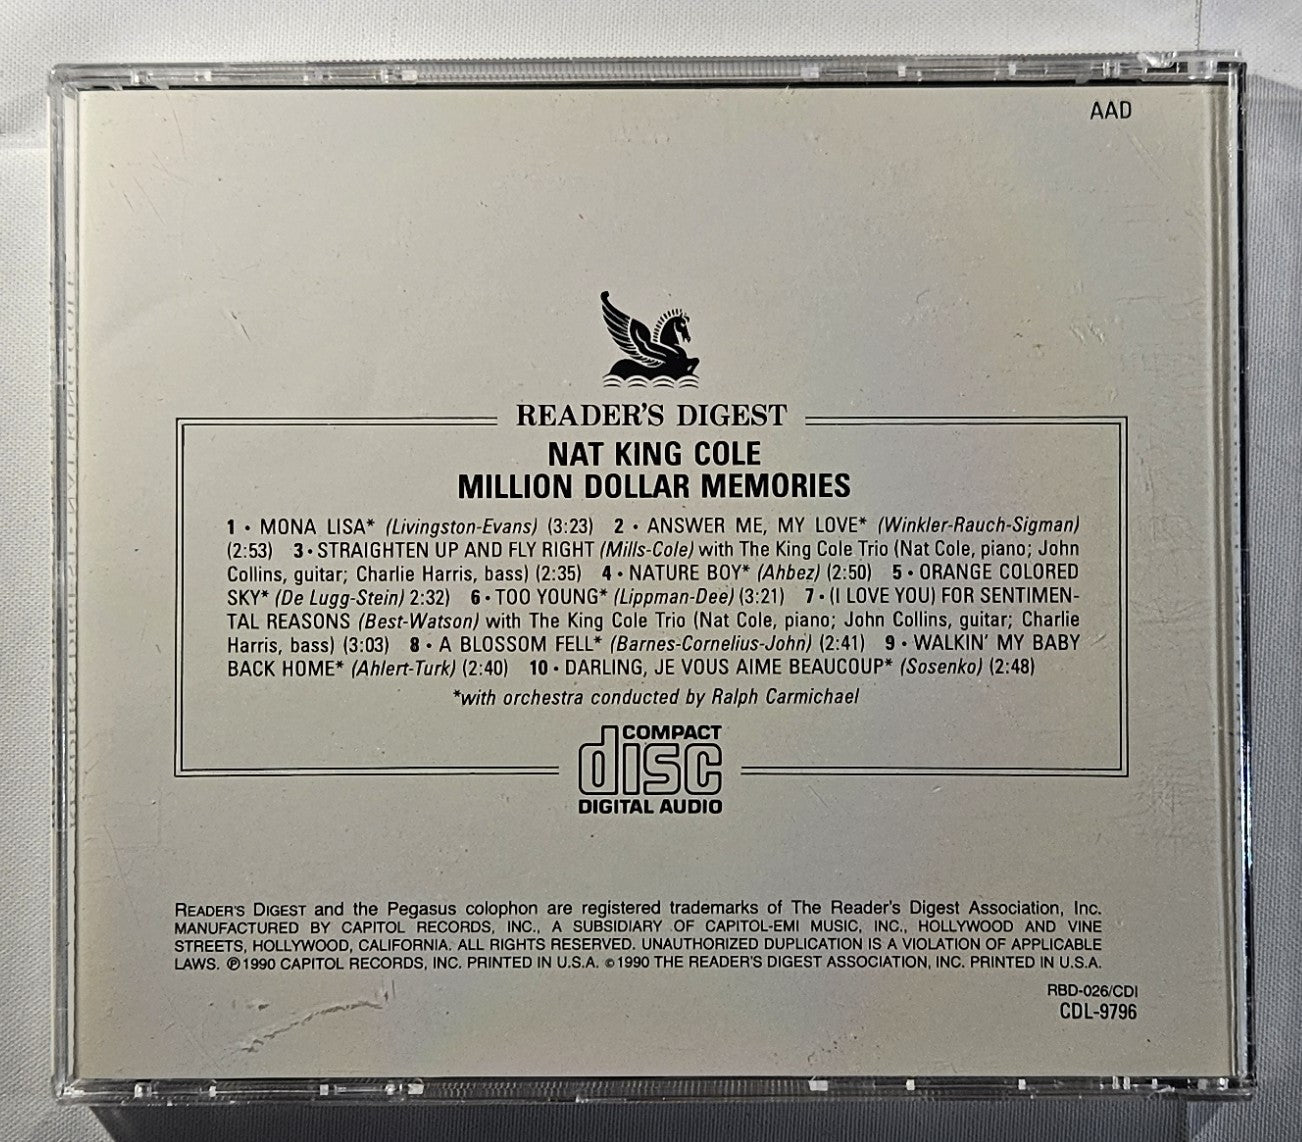 AAD
READER'S DIGEST
NAT KING COLE
MILLION DOLLAR MEMORIES
1 • MONA LISA* (Livingston-Evans) (3:23) 2 • ANSWER ME, MY LOVE* (Winkler-Rauch-Sigman)
(2:53) 3 • STRAIGHTEN UP AND FLY RIGHT (Mills-Cole) with The King Cole Trio (Nat Cole, piano; John
Collins, guitar; Charlie Harris, bass) (2:35) 4 • NATURE BOY* (Ahbez) (2:50) 5 • ORANGE COLORED
SKY* (De Lugg-Stein) 2:32) 6 • TOO YOUNG* (Lippman-Dee) (3:21) 7 • (I LOVE YOU) FOR SENTIMEN-
TAL REASONS (Best-Watson) with The King Cole Trio (Nat Cole, piano; John Collins, guitar; Charlie
Harris, bass) (3:03) 8 • A BLOSSOM FELL* (Barnes-Cornelius-John) (2:41) 9 • WALKIN' MY BABY
BACK HOME* (Ahlert-Turk) (2:40) 10 • DARLING, JE VOUS AIME BEAUCOUP* (Sosenko) (2:48)
*with orchestra conducted by Ralph Carmichael
COMPACT
disc
DIGITAL AUDIO
READER'S DIGEST and the Pegasus colophon are registered trademarks of The Reader's Digest Association, Inc.
MANUFACTURED BY CAPITOL RECORDS, INC., A SUBSIDIARY OF CAPITOL-EMI MUSIC, INC., HOLLYWOOD AND VINE
STREETS, HOLLYWOOD, CALIFORNIA. ALL RIGHTS RESERVED. UNAUTHORIZED DUPLICATION IS A VIOLATION OF APPLICABLE
LAWS. ℗1990 CAPITOL RECORDS, INC. PRINTED IN U.S.A. ©1990 THE READER'S DIGEST ASSOCIATION, INC. PRINTED IN U.S.A.
RBD-026/CDI
CDL-9796